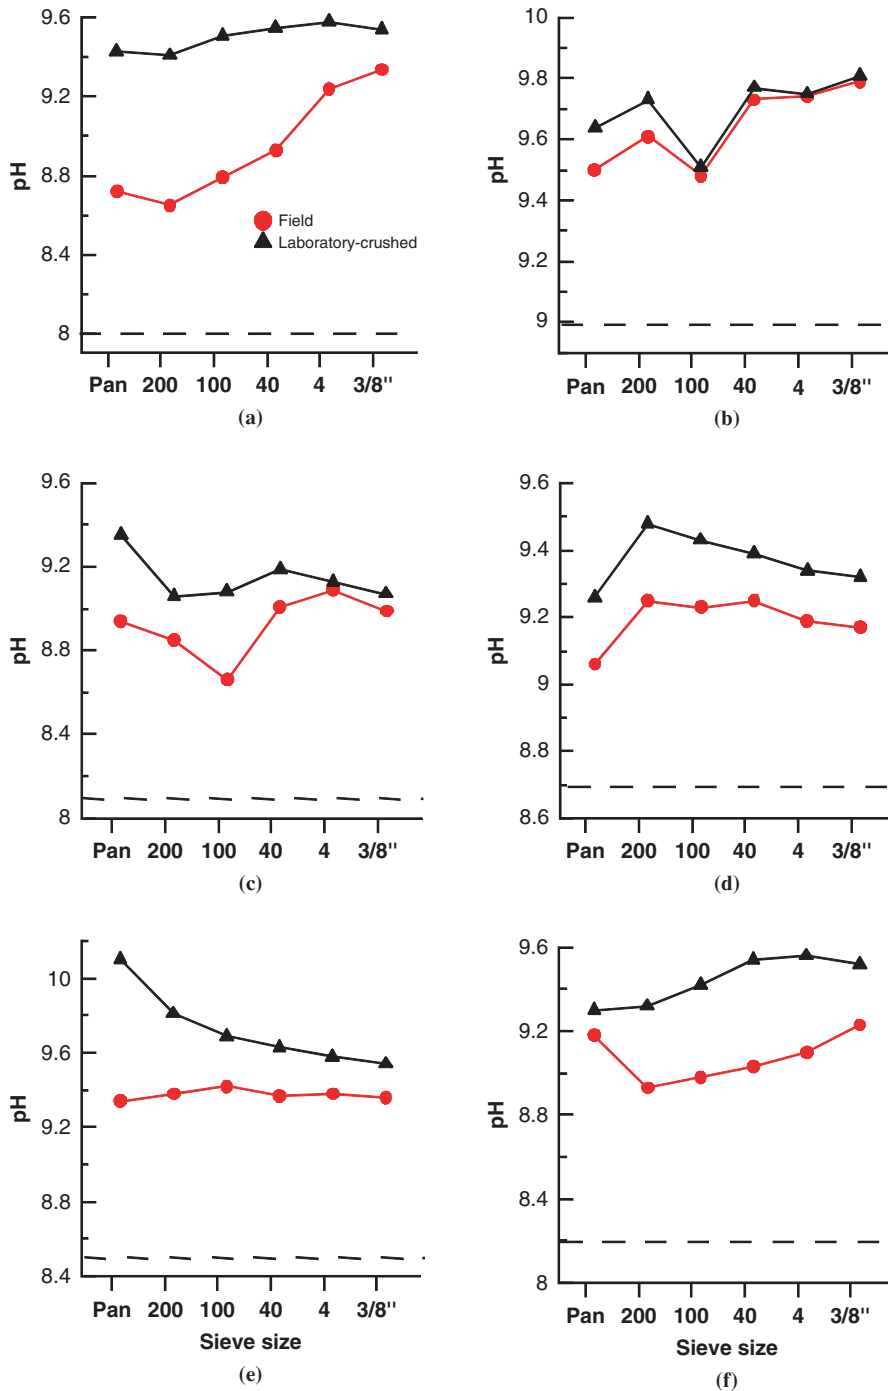 9.6
9.2
8.8
8.4
8
pH
Field
Laboratory-crushed
Pan 200 100 40 4 3/8"
(a)
10
9.8
9.6
9.4
9.2
9
pH
Pan 200 100 40 4 3/8"
(b)
9.6
9.2
8.8
8.4
8
pH
Pan 200 100 40 4 3/8"
(c)
9.6
9.4
9.2
9
8.8
8.6
pH
Pan 200 100 40 4 3/8"
(d)
10
9.6
9.2
8.8
8.4
pH
Pan 200 100 40 4 3/8"
Sieve size
(e)
9.6
9.2
8.8
8.4
8
pH
Pan 200 100 40 4 3/8"
Sieve size
(f)